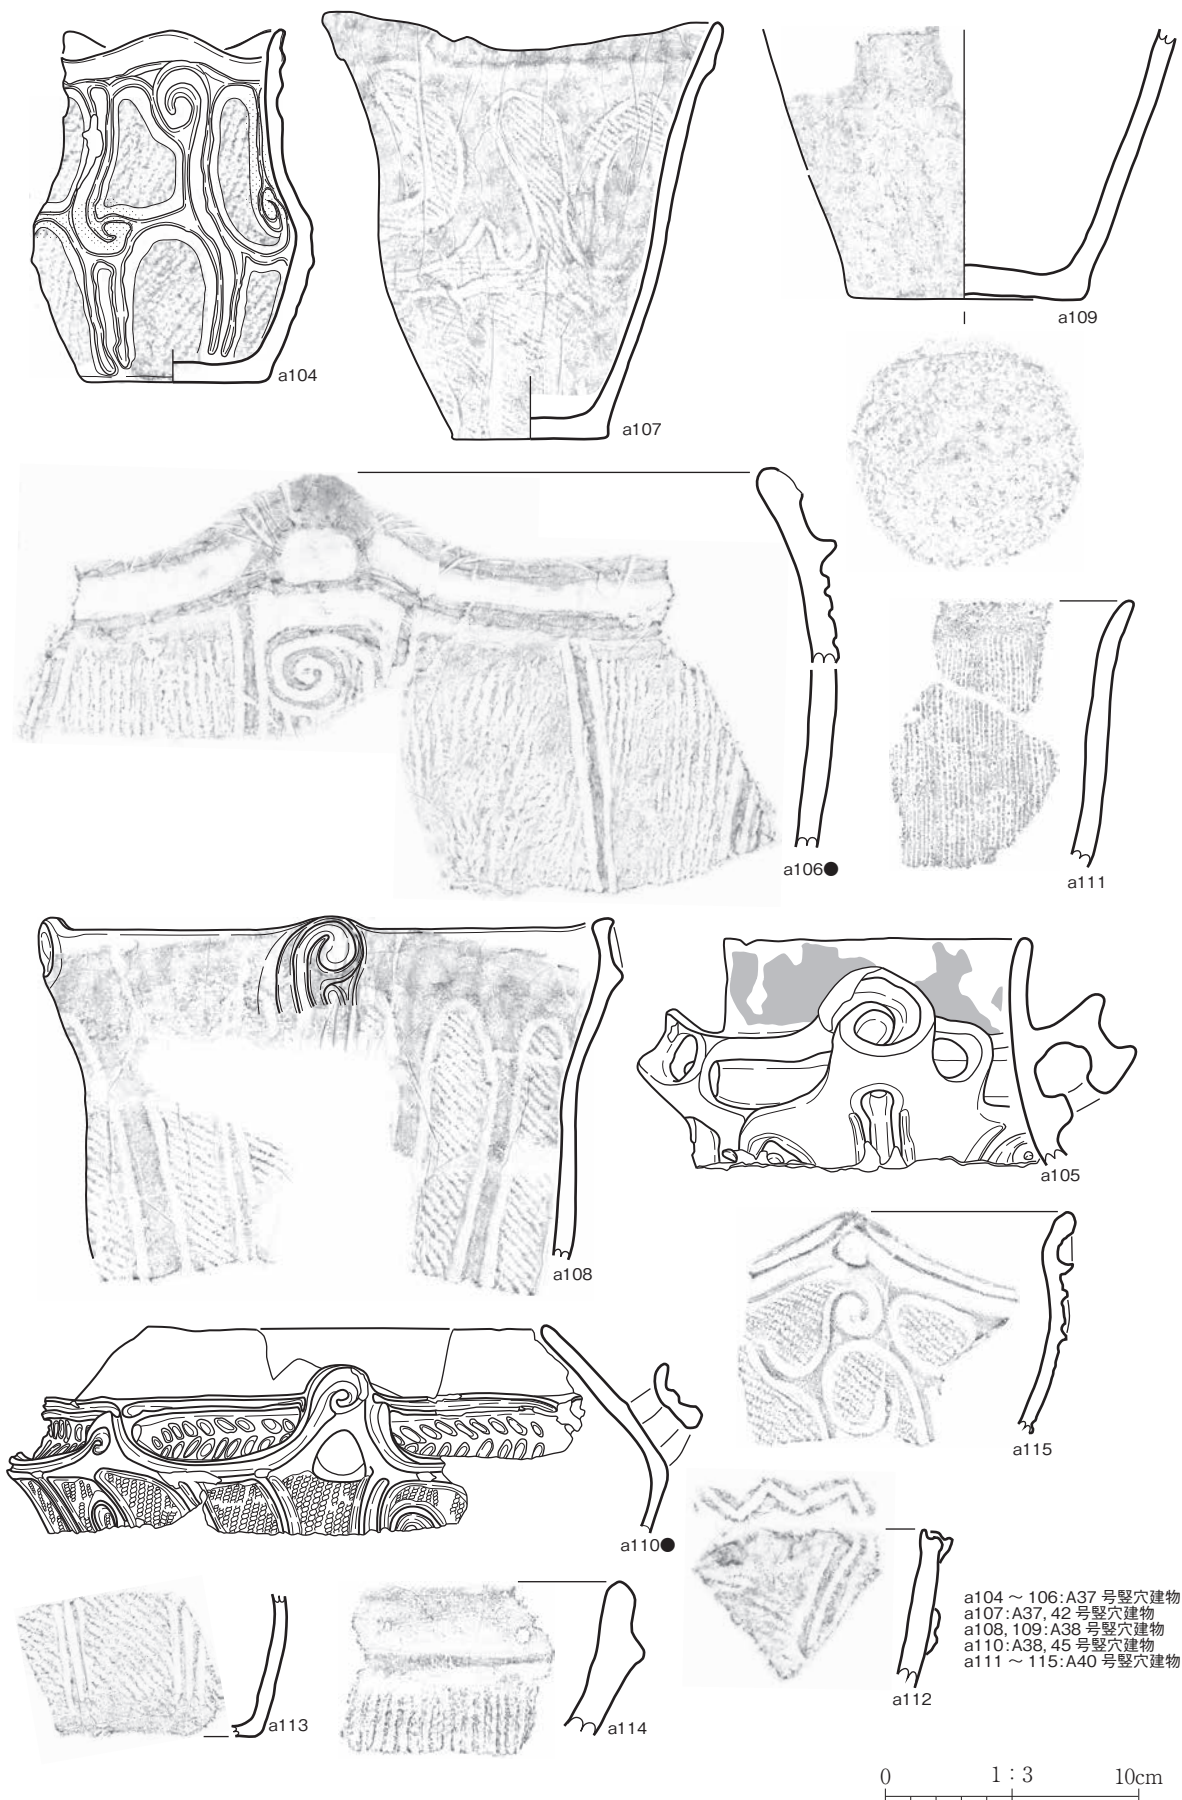 a104
a107
a109
a106●
a111
a108
a105
a115
a110●
a112
a113
a114
a104 ～ 106：A37 号竪穴建物
a107：A37, 42 号竪穴建物
a108, 109：A38 号竪穴建物
a110：A38, 45 号竪穴建物
a111 ～ 115：A40 号竪穴建物
0 1：3 10cm